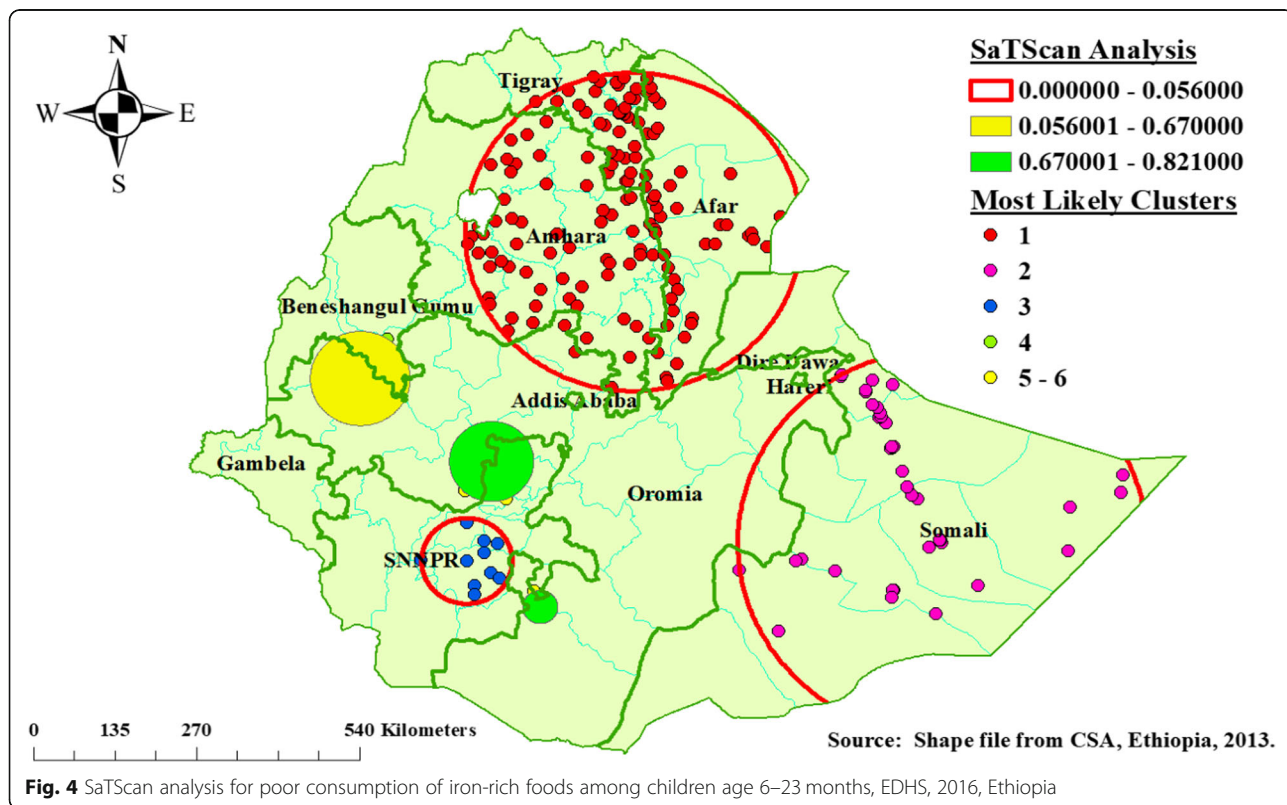 N
W E
S
SaTScan Analysis
0.000000 - 0.056000
0.056001 - 0.670000
0.670001 - 0.821000
Most Likely Clusters
1
2
3
4
5 - 6
Tigray
Afar
Amhara
Beneshangul Gumu
Dire Dawa
Hareri
Addis Ababa
Gambela
Oromia
Somali
SNNPR
0 135 270 540 Kilometers
Source: Shape file from CSA, Ethiopia, 2013.
Fig. 4 SaTScan analysis for poor consumption of iron-rich foods among children age 6–23 months, EDHS, 2016, Ethiopia